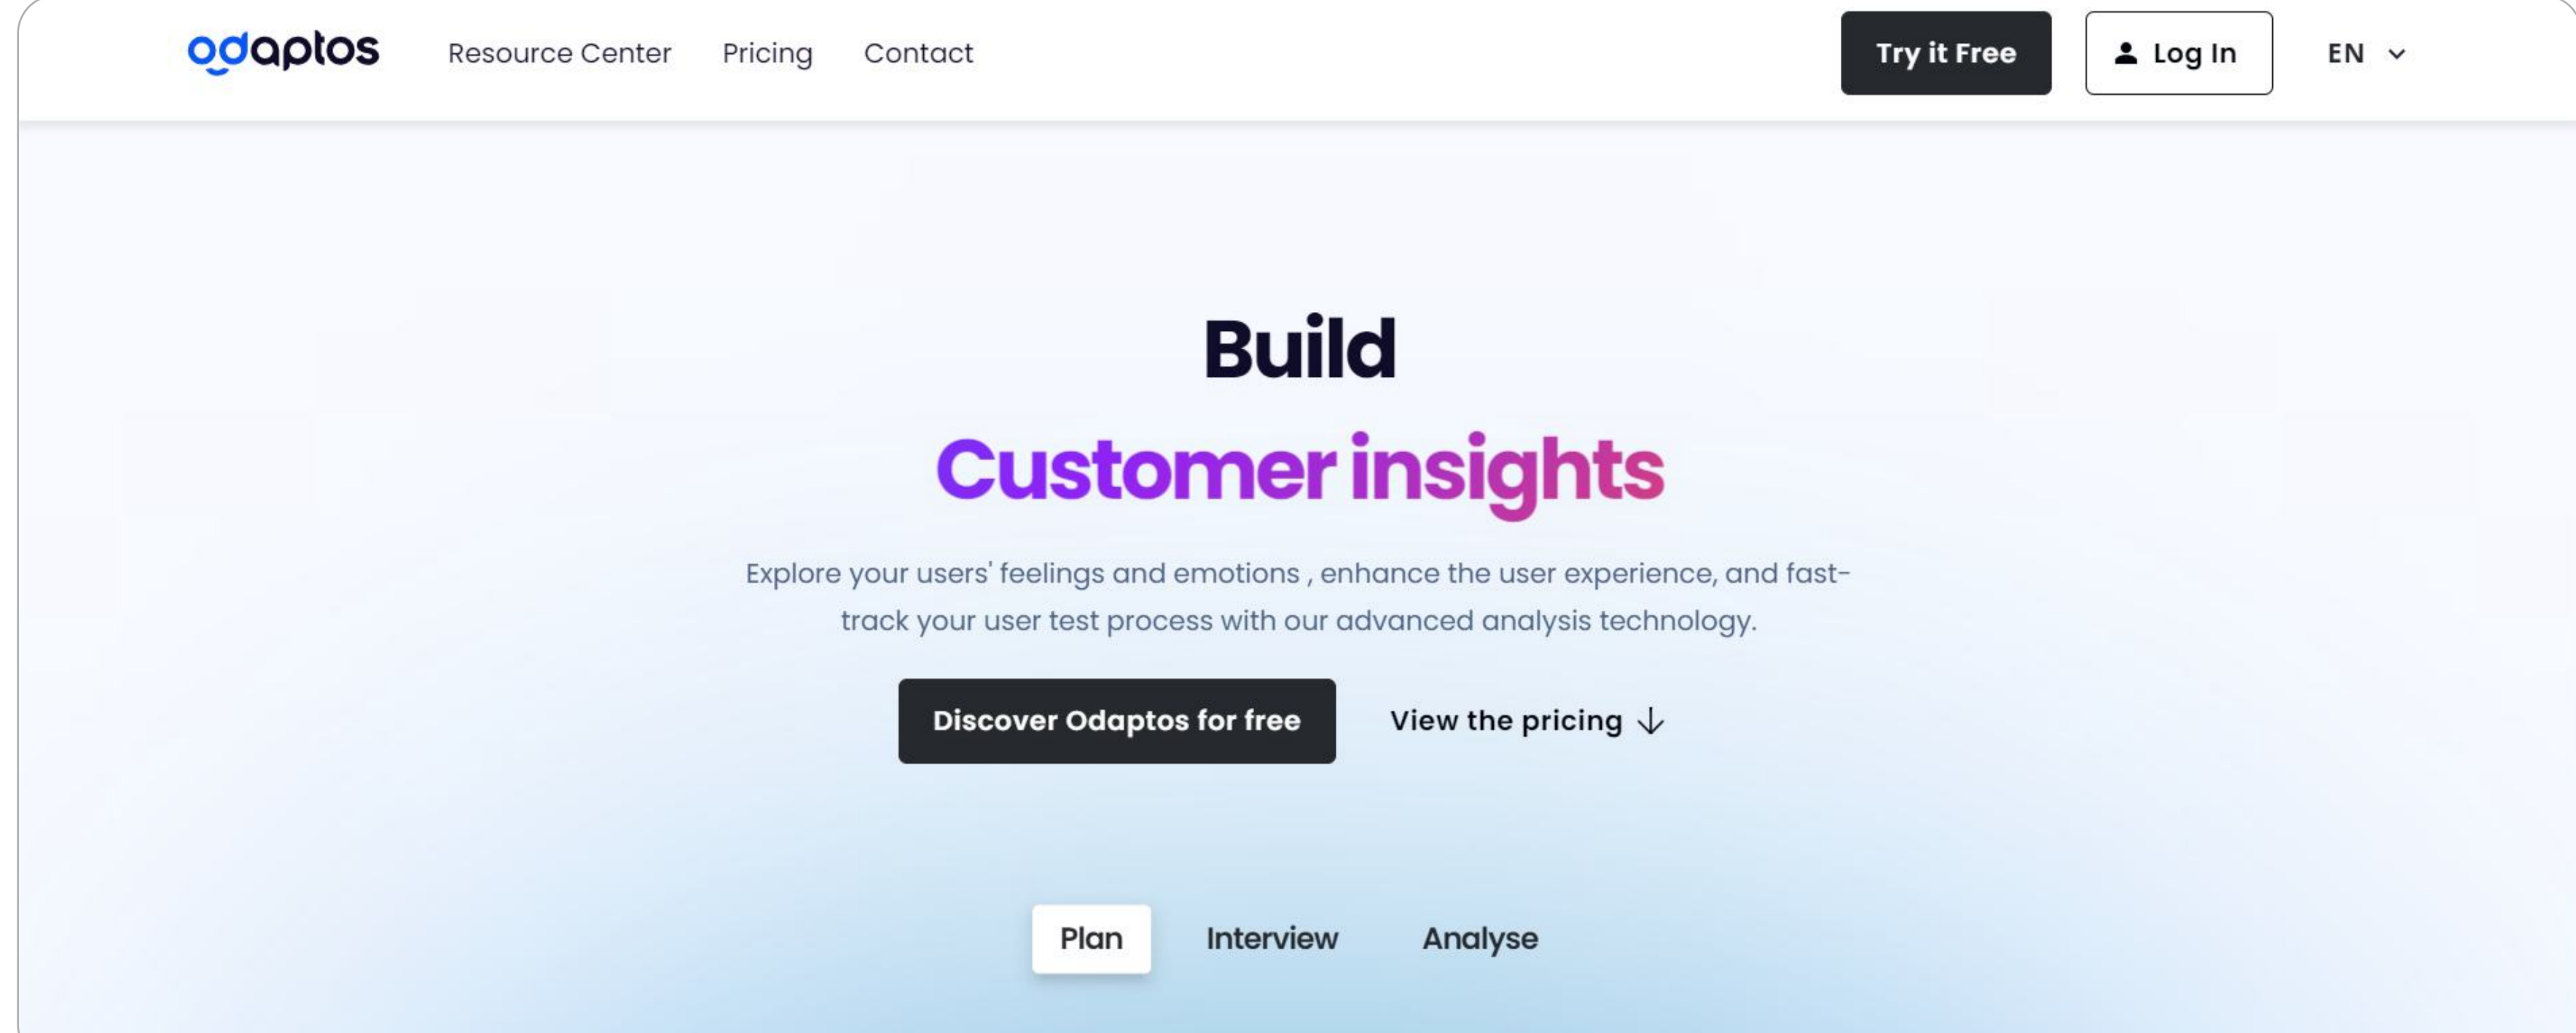 odaptos Resource Center Pricing Contact Try it Free Log In EN
Build
Customer insights
Explore your users' feelings and emotions , enhance the user experience, and fast-
track your user test process with our advanced analysis technology.
Discover Odaptos for free View the pricing ↓
Plan Interview Analyse